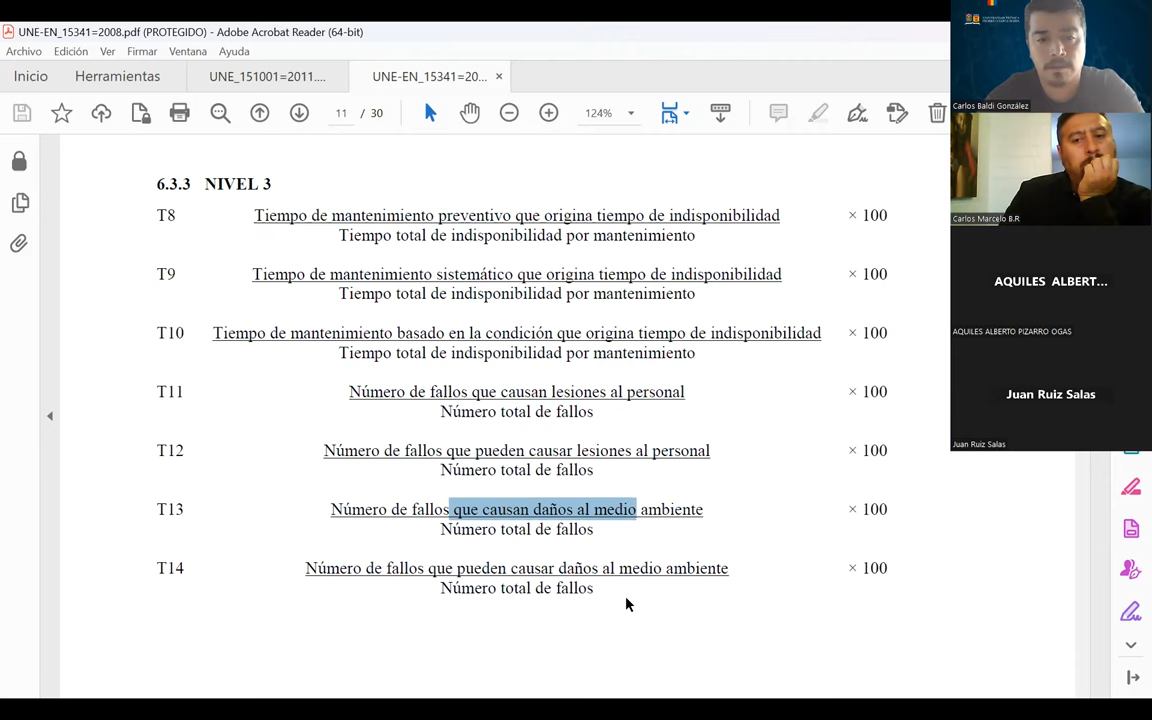 UNE-EN_15341=2008.pdf (PROTEGIDO) - Adobe Acrobat Reader (64-bit)
Archivo Edición Ver Firmar Ventana Ayuda
Inicio Herramientas UNE_151001=2011.... UNE-EN_15341=20... ×
11 / 30 124%
6.3.3 NIVEL 3
T8 Tiempo de mantenimiento preventivo que origina tiempo de indisponibilidad × 100
Tiempo total de indisponibilidad por mantenimiento
T9 Tiempo de mantenimiento sistemático que origina tiempo de indisponibilidad × 100
Tiempo total de indisponibilidad por mantenimiento
T10 Tiempo de mantenimiento basado en la condición que origina tiempo de indisponibilidad × 100
Tiempo total de indisponibilidad por mantenimiento
T11 Número de fallos que causan lesiones al personal × 100
Número total de fallos
T12 Número de fallos que pueden causar lesiones al personal × 100
Número total de fallos
T13 Número de fallos que causan daños al medio ambiente × 100
Número total de fallos
T14 Número de fallos que pueden causar daños al medio ambiente × 100
Número total de fallos
Carlos Baldi González
Carlos Marcelo B.R
AQUILES ALBERT...
AQUILES ALBERTO PIZARRO OGAS
Juan Ruiz Salas
Juan Ruiz Salas